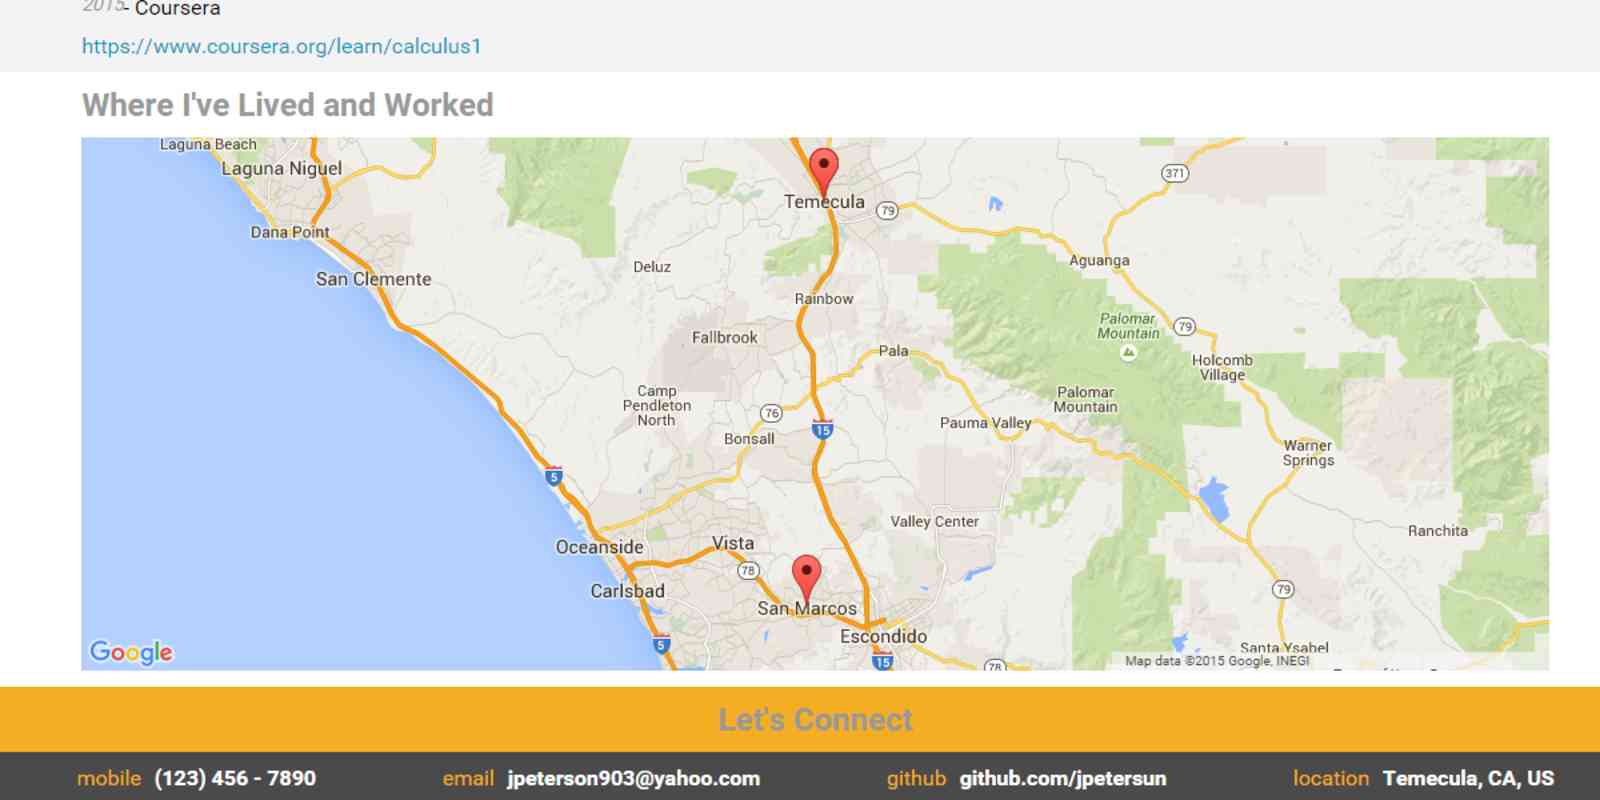 2015- Coursera
https://www.coursera.org/learn/calculus1
Where I've Lived and Worked
Laguna Beach
Laguna Niguel
371
Temecula
79
Dana Point
Aguanga
Deluz
San Clemente
Rainbow
Palomar
Mountain
79
Fallbrook
Pala
Holcomb
Village
Camp
Pendleton
North
Palomar
Mountain
76
15
Pauma Valley
Bonsall
Warner
Springs
5
Valley Center
Ranchita
Oceanside
Vista
78
Carlsbad
79
San Marcos
Escondido
5
Santa Ysabel
Google
15
78
Map data ©2015 Google, INEGI
Let's Connect
mobile (123) 456 - 7890 email jpeterson903@yahoo.com github github.com/jpetersun location Temecula, CA, US